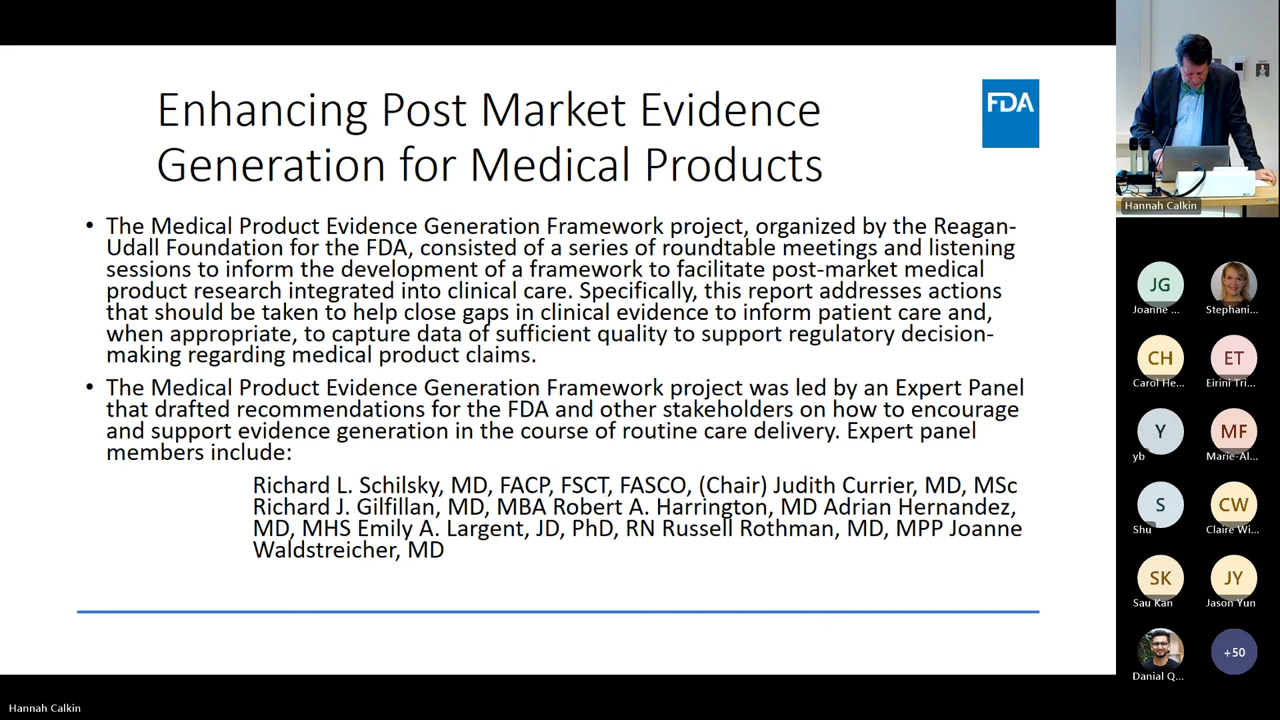 Enhancing Post Market Evidence
Generation for Medical Products
FDA
• The Medical Product Evidence Generation Framework project, organized by the Reagan-
Udall Foundation for the FDA, consisted of a series of roundtable meetings and listening
sessions to inform the development of a framework to facilitate post-market medical
product research integrated into clinical care. Specifically, this report addresses actions
that should be taken to help close gaps in clinical evidence to inform patient care and,
when appropriate, to capture data of sufficient quality to support regulatory decision-
making regarding medical product claims.
• The Medical Product Evidence Generation Framework project was led by an Expert Panel
that drafted recommendations for the FDA and other stakeholders on how to encourage
and support evidence generation in the course of routine care delivery. Expert panel
members include:
Richard L. Schilsky, MD, FACP, FSCT, FASCO, (Chair) Judith Currier, MD, MSc
Richard J. Gilfillan, MD, MBA Robert A. Harrington, MD Adrian Hernandez,
MD, MHS Emily A. Largent, JD, PhD, RN Russell Rothman, MD, MPP Joanne
Waldstreicher, MD
Hannah Calkin
JG
Joanne ...
Stephani...
CH
Carol He...
ET
Eirini Tri...
Y
yb
MF
Marie-Al...
S
Shu
CW
Claire Wi...
SK
Sau Kan
JY
Jason Yun
Danial Q...
+50
Hannah Calkin